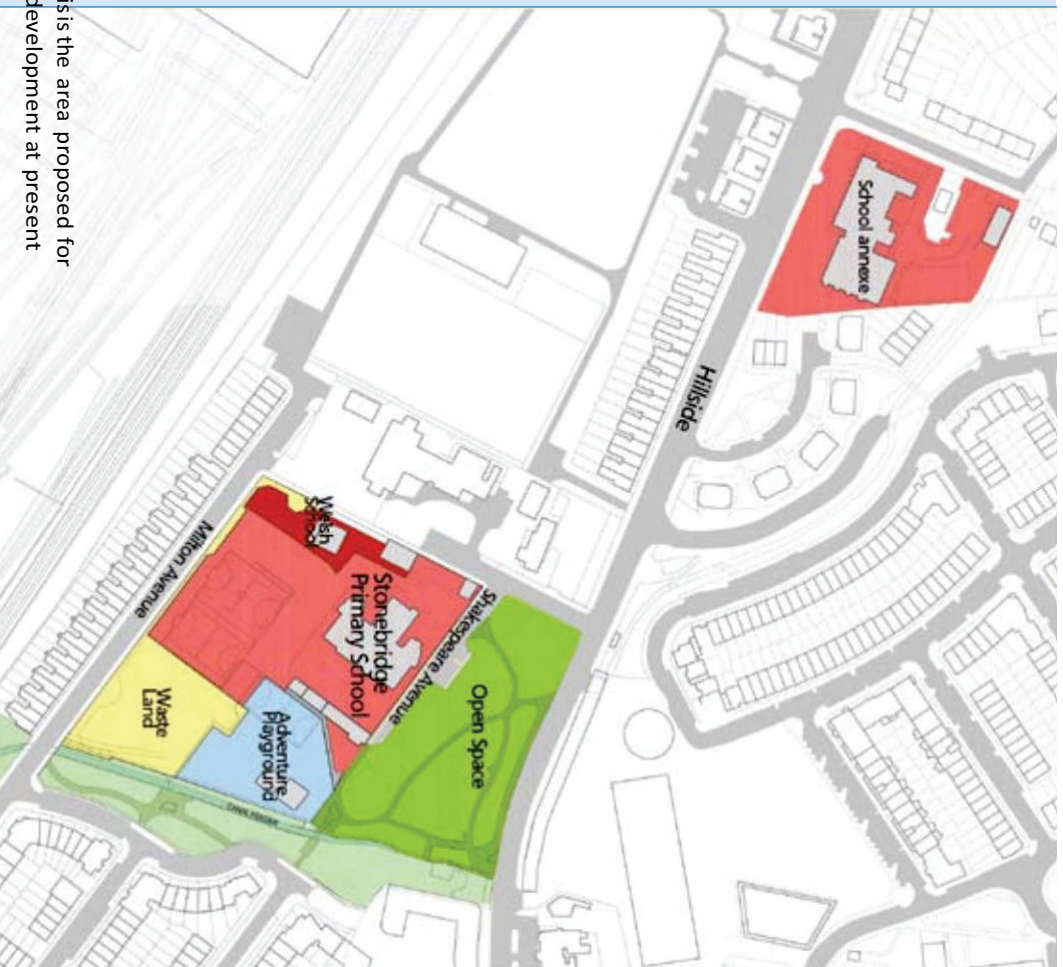 is is the area proposed for
development at present
School annexe
Hillside
Welsh
School
Milton Avenue
Stonebridge
Primary School
Shakespeare Avenue
Open Space
Waste
Land
Adventure
Playground